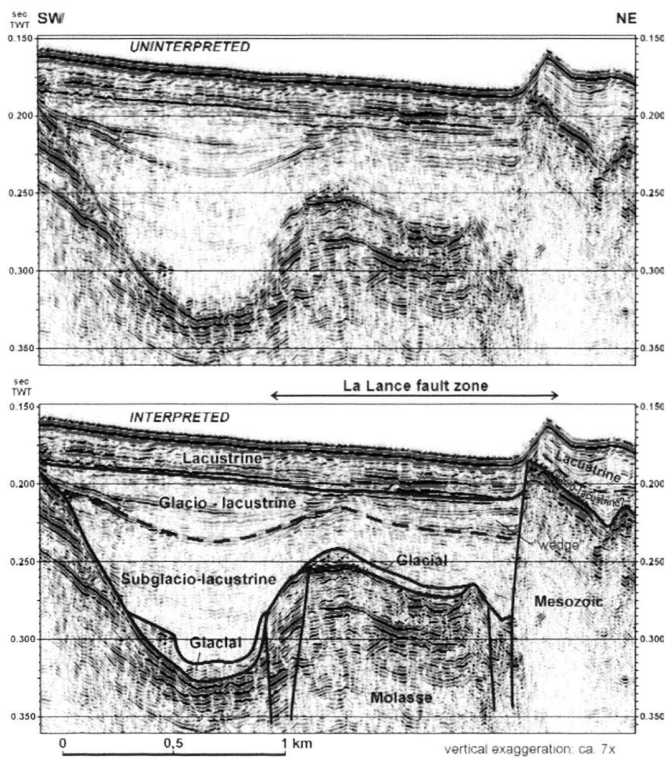 sec
TWT
SW
NE
0.150
UNINTERPRETED
0.150
0.200
0.200
0.250
0.250
0.300
0.300
0.350
0.350
sec
TWT
La Lance fault zone
0.150
INTERPRETED
0.150
Lacustrine
Lacustrine
0.200
0.200
Glacio - lacustrine
wedge
0.250
Glacial
0.250
Subglacio-lacustrine
Mesozoic
0.300
Glacial
0.300
Molasse
0.350
0.350
0 0,5 1 km
vertical exaggeration: ca. 7x